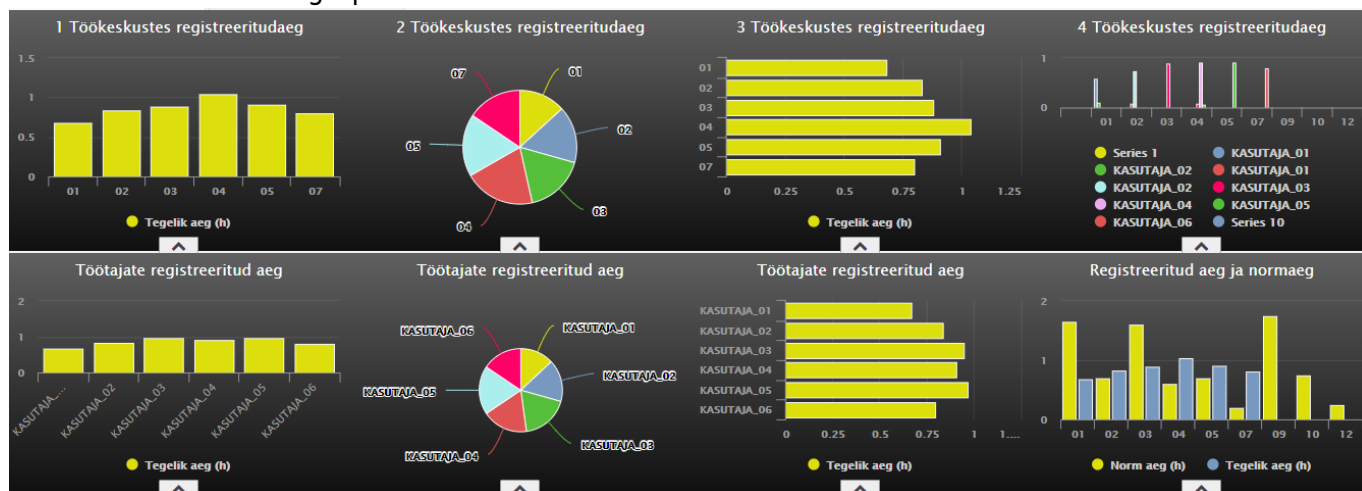 1 Töökeskustes registreeritudaeg
1.5
1
0.5
0
01 02 03 04 05 07
Tegelik aeg (h)
2 Töökeskustes registreeritudaeg
07
01
02
05
03
04
3 Töökeskustes registreeritudaeg
01
02
03
04
05
07
0 0.25 0.5 0.75 1 1.25
Tegelik aeg (h)
4 Töökeskustes registreeritudaeg
1
0
01 02 03 04 05 07 09 10 12
Series 1 KASUTAJA_01
KASUTAJA_02 KASUTAJA_01
KASUTAJA_02 KASUTAJA_03
KASUTAJA_04 KASUTAJA_05
KASUTAJA_06 Series 10
Töötajate registreeritud aeg
2
1
0
KASUTAJA_... KASUTAJA_02 KASUTAJA_03 KASUTAJA_04 KASUTAJA_05 KASUTAJA_06
Tegelik aeg (h)
Töötajate registreeritud aeg
KASUTAJA_06
KASUTAJA_01
KASUTAJA_02
KASUTAJA_05
KASUTAJA_03
KASUTAJA_04
Töötajate registreeritud aeg
KASUTAJA_01
KASUTAJA_02
KASUTAJA_03
KASUTAJA_04
KASUTAJA_05
KASUTAJA_06
0 0.25 0.5 0.75 1 1....
Tegelik aeg (h)
Registreeritud aeg ja normaeg
2
1
0
01 02 03 04 05 07 09 10 12
Norm aeg (h) Tegelik aeg (h)